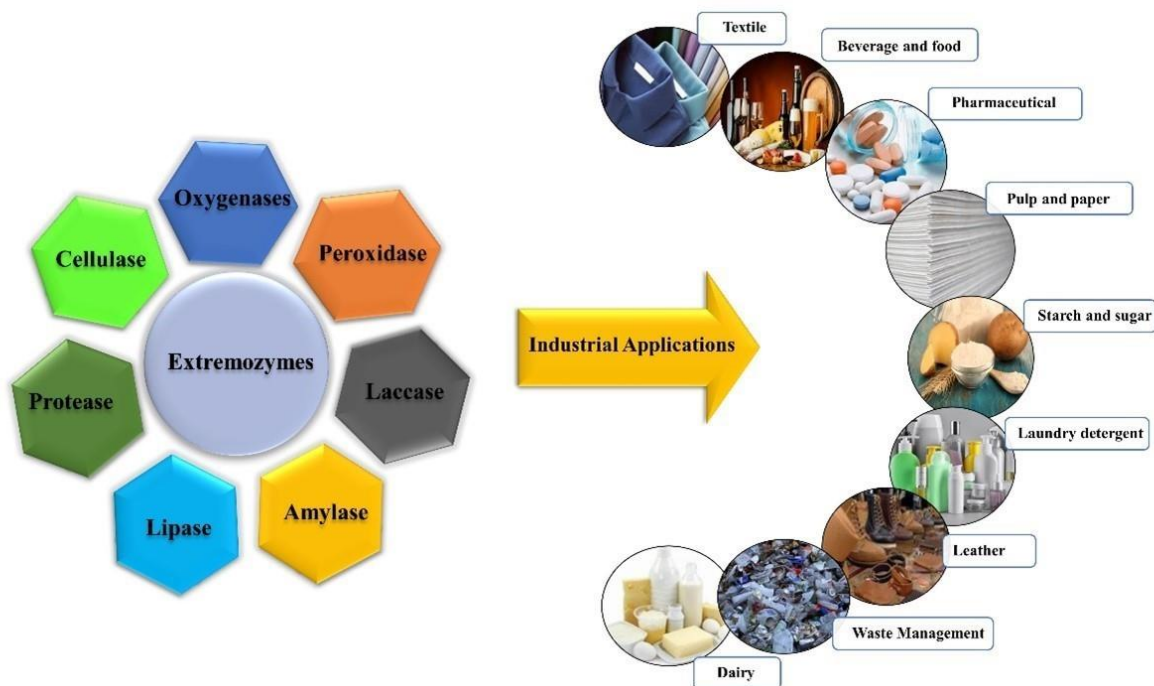 Oxygenases
Peroxidase
Cellulase
Extremozymes
Laccase
Protease
Amylase
Lipase
Industrial Applications
Textile
Beverage and food
Pharmaceutical
Pulp and paper
Starch and sugar
Laundry detergent
Leather
Waste Management
Dairy